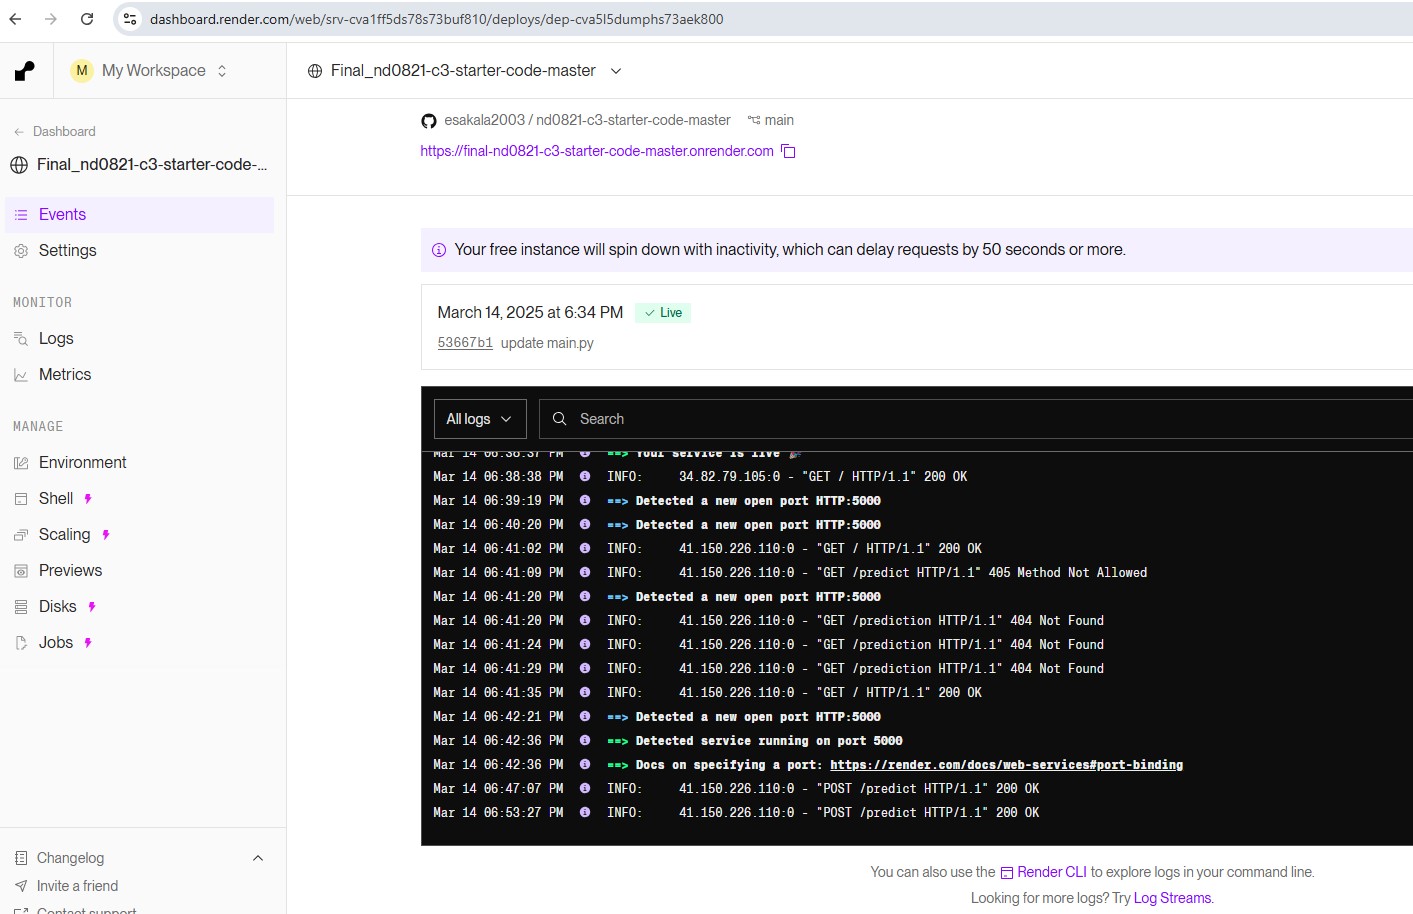 dashboard.render.com/web/srv-cva1ff5ds78s73buf810/deploys/dep-cva5l5dumphs73aek800
M My Workspace
Final_nd0821-c3-starter-code-master
Dashboard
Final_nd0821-c3-starter-code-...
Events
Settings
MONITOR
Logs
Metrics
MANAGE
Environment
Shell
Scaling
Previews
Disks
Jobs
Changelog
Invite a friend
Contact support
esakala2003 / nd0821-c3-starter-code-master main
https://final-nd0821-c3-starter-code-master.onrender.com
Your free instance will spin down with inactivity, which can delay requests by 50 seconds or more.
March 14, 2025 at 6:34 PM Live
53667b1 update main.py
All logs Search
Mar 14 06:38:37 PM ==> Your service is live 🎉
Mar 14 06:38:38 PM INFO: 34.82.79.105:0 - "GET / HTTP/1.1" 200 OK
Mar 14 06:39:19 PM ==> Detected a new open port HTTP:5000
Mar 14 06:40:20 PM ==> Detected a new open port HTTP:5000
Mar 14 06:41:02 PM INFO: 41.150.226.110:0 - "GET / HTTP/1.1" 200 OK
Mar 14 06:41:09 PM INFO: 41.150.226.110:0 - "GET /predict HTTP/1.1" 405 Method Not Allowed
Mar 14 06:41:20 PM ==> Detected a new open port HTTP:5000
Mar 14 06:41:20 PM INFO: 41.150.226.110:0 - "GET /prediction HTTP/1.1" 404 Not Found
Mar 14 06:41:24 PM INFO: 41.150.226.110:0 - "GET /prediction HTTP/1.1" 404 Not Found
Mar 14 06:41:29 PM INFO: 41.150.226.110:0 - "GET /prediction HTTP/1.1" 404 Not Found
Mar 14 06:41:35 PM INFO: 41.150.226.110:0 - "GET / HTTP/1.1" 200 OK
Mar 14 06:42:21 PM ==> Detected a new open port HTTP:5000
Mar 14 06:42:36 PM ==> Detected service running on port 5000
Mar 14 06:42:36 PM ==> Docs on specifying a port: https://render.com/docs/web-services#port-binding
Mar 14 06:47:07 PM INFO: 41.150.226.110:0 - "POST /predict HTTP/1.1" 200 OK
Mar 14 06:53:27 PM INFO: 41.150.226.110:0 - "POST /predict HTTP/1.1" 200 OK
You can also use the Render CLI to explore logs in your command line.
Looking for more logs? Try Log Streams.